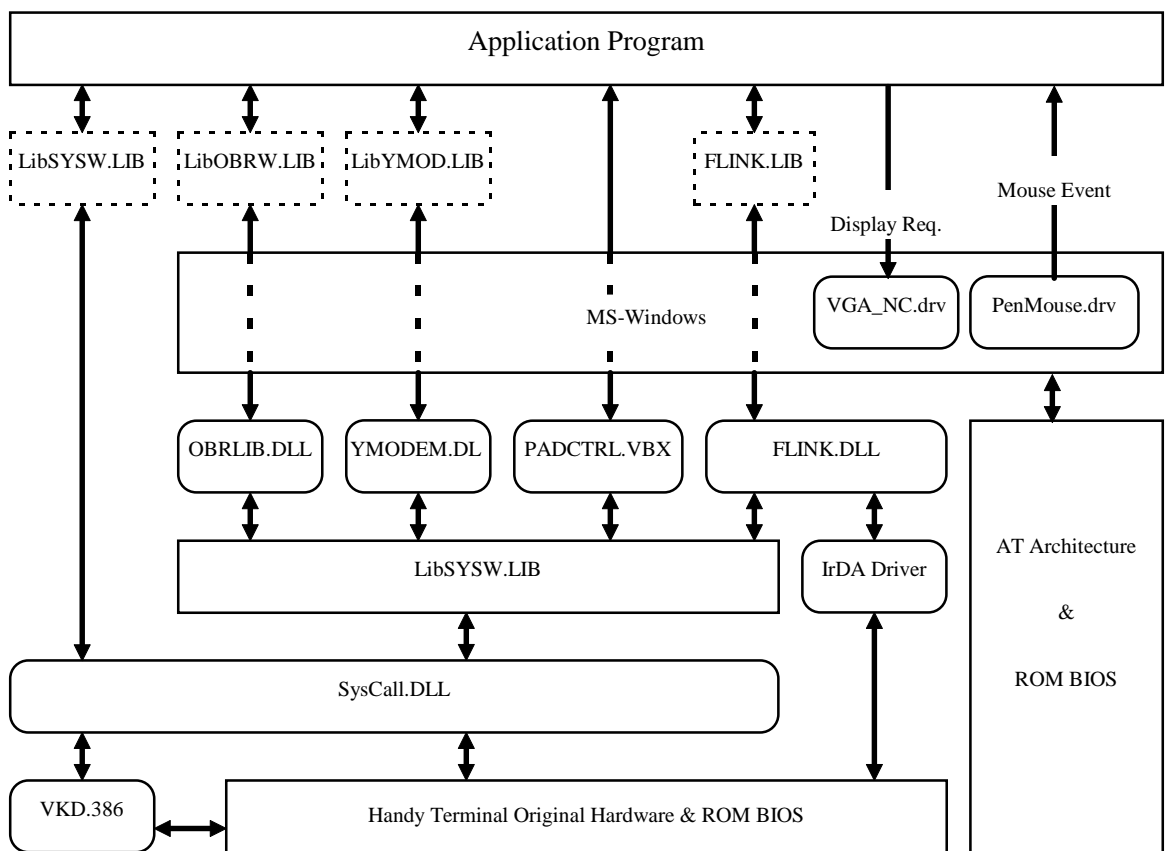 Application Program
LibSYSW.LIB
LibOBRW.LIB
LibYMOD.LIB
FLINK.LIB
Mouse Event
Display Req.
VGA_NC.drv
PenMouse.drv
MS-Windows
OBRLIB.DLL
YMODEM.DL
PADCTRL.VBX
FLINK.DLL
AT Architecture
&
ROM BIOS
LibSYSW.LIB
IrDA Driver
SysCall.DLL
VKD.386
Handy Terminal Original Hardware & ROM BIOS